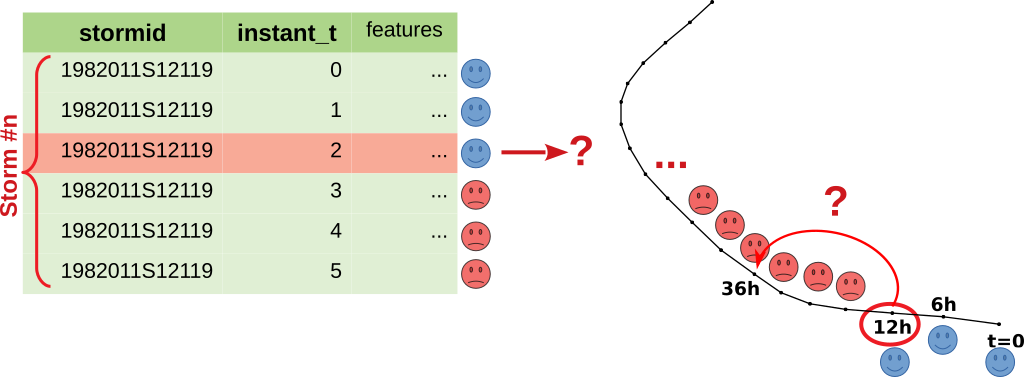 stormid instant_t features
1982011S12119 0 ...
1982011S12119 1 ...
1982011S12119 2 ...
1982011S12119 3 ...
1982011S12119 4 ...
1982011S12119 5
Storm #n
?
...
?
36h
12h
6h
t=0